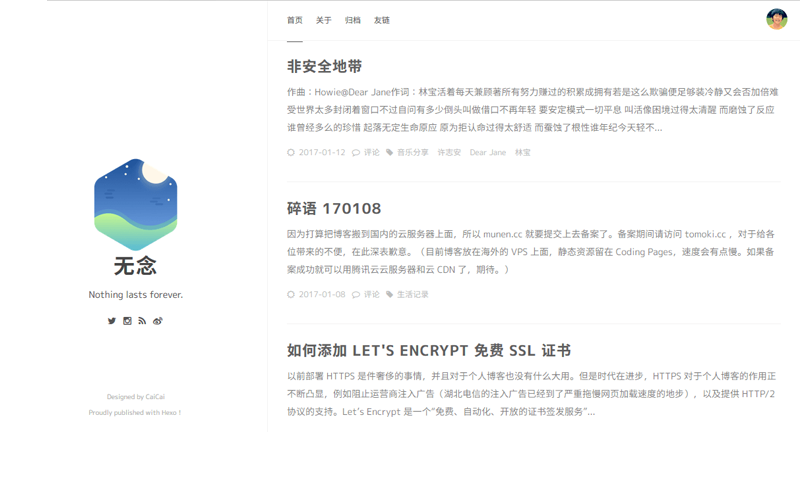 首页 关于 归档 友链
非安全地带
作曲：Howie@Dear Jane作词：林宝活着每天兼顾著所有努力赚过的积累成拥有若是这么欺骗便足够装冷静又会否加倍难
受世界太多封闭着窗口不过自问有多少倒头叫做借口不再年轻 要安定模式一切平息 叫活像困境过得太清醒 而磨蚀了反应
谁曾经多么的珍惜 起落无定生命原应 原为拒认命过得太舒适 而蚕蚀了根性谁年纪今天轻不...
2017-01-12 评论 音乐分享 许志安 Dear Jane 林宝
碎语 170108
因为打算把博客搬到国内的云服务器上面，所以 munen.cc 就要提交上去备案了。备案期间请访问 tomoki.cc ，对于给各
位带来的不便，在此深表歉意。（目前博客放在海外的 VPS 上面，静态资源留在 Coding Pages，速度会有点慢。如果备
案成功就可以用腾讯云云服务器和云 CDN 了，期待。）
2017-01-08 评论 生活记录
如何添加 LET'S ENCRYPT 免费 SSL 证书
以前部署 HTTPS 是件奢侈的事情，并且对于个人博客也没有什么大用。但是时代在进步，HTTPS 对于个人博客的作用正
不断凸显，例如阻止运营商注入广告（湖北电信的注入广告已经到了严重拖慢网页加载速度的地步），以及提供 HTTP/2
协议的支持。Let’s Encrypt 是一个“免费、自动化、开放的证书签发服务”...
无念
Nothing lasts forever.
Designed by CaiCai
Proudly published with Hexo！